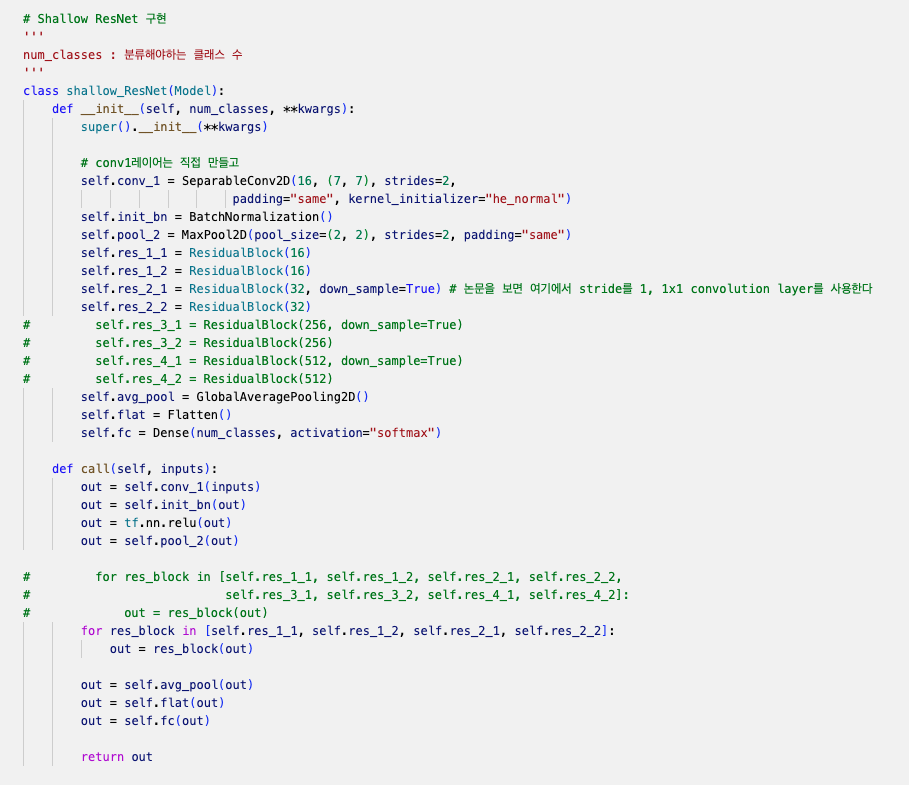 # Shallow ResNet 구현
'''
num_classes : 분류해야하는 클래스 수
'''
class shallow_ResNet(Model):
    def __init__(self, num_classes, **kwargs):
        super().__init__(**kwargs)

        # conv1레이어는 직접 만들고
        self.conv_1 = SeparableConv2D(16, (7, 7), strides=2,
                             padding="same", kernel_initializer="he_normal")
        self.init_bn = BatchNormalization()
        self.pool_2 = MaxPool2D(pool_size=(2, 2), strides=2, padding="same")
        self.res_1_1 = ResidualBlock(16)
        self.res_1_2 = ResidualBlock(16)
        self.res_2_1 = ResidualBlock(32, down_sample=True) # 논문을 보면 여기에서 stride를 1, 1x1 convolution layer를 사용한다
        self.res_2_2 = ResidualBlock(32)
#         self.res_3_1 = ResidualBlock(256, down_sample=True)
#         self.res_3_2 = ResidualBlock(256)
#         self.res_4_1 = ResidualBlock(512, down_sample=True)
#         self.res_4_2 = ResidualBlock(512)
        self.avg_pool = GlobalAveragePooling2D()
        self.flat = Flatten()
        self.fc = Dense(num_classes, activation="softmax")

    def call(self, inputs):
        out = self.conv_1(inputs)
        out = self.init_bn(out)
        out = tf.nn.relu(out)
        out = self.pool_2(out)

#         for res_block in [self.res_1_1, self.res_1_2, self.res_2_1, self.res_2_2,
#                           self.res_3_1, self.res_3_2, self.res_4_1, self.res_4_2]:
#             out = res_block(out)
        for res_block in [self.res_1_1, self.res_1_2, self.res_2_1, self.res_2_2]:
            out = res_block(out)

        out = self.avg_pool(out)
        out = self.flat(out)
        out = self.fc(out)

        return out